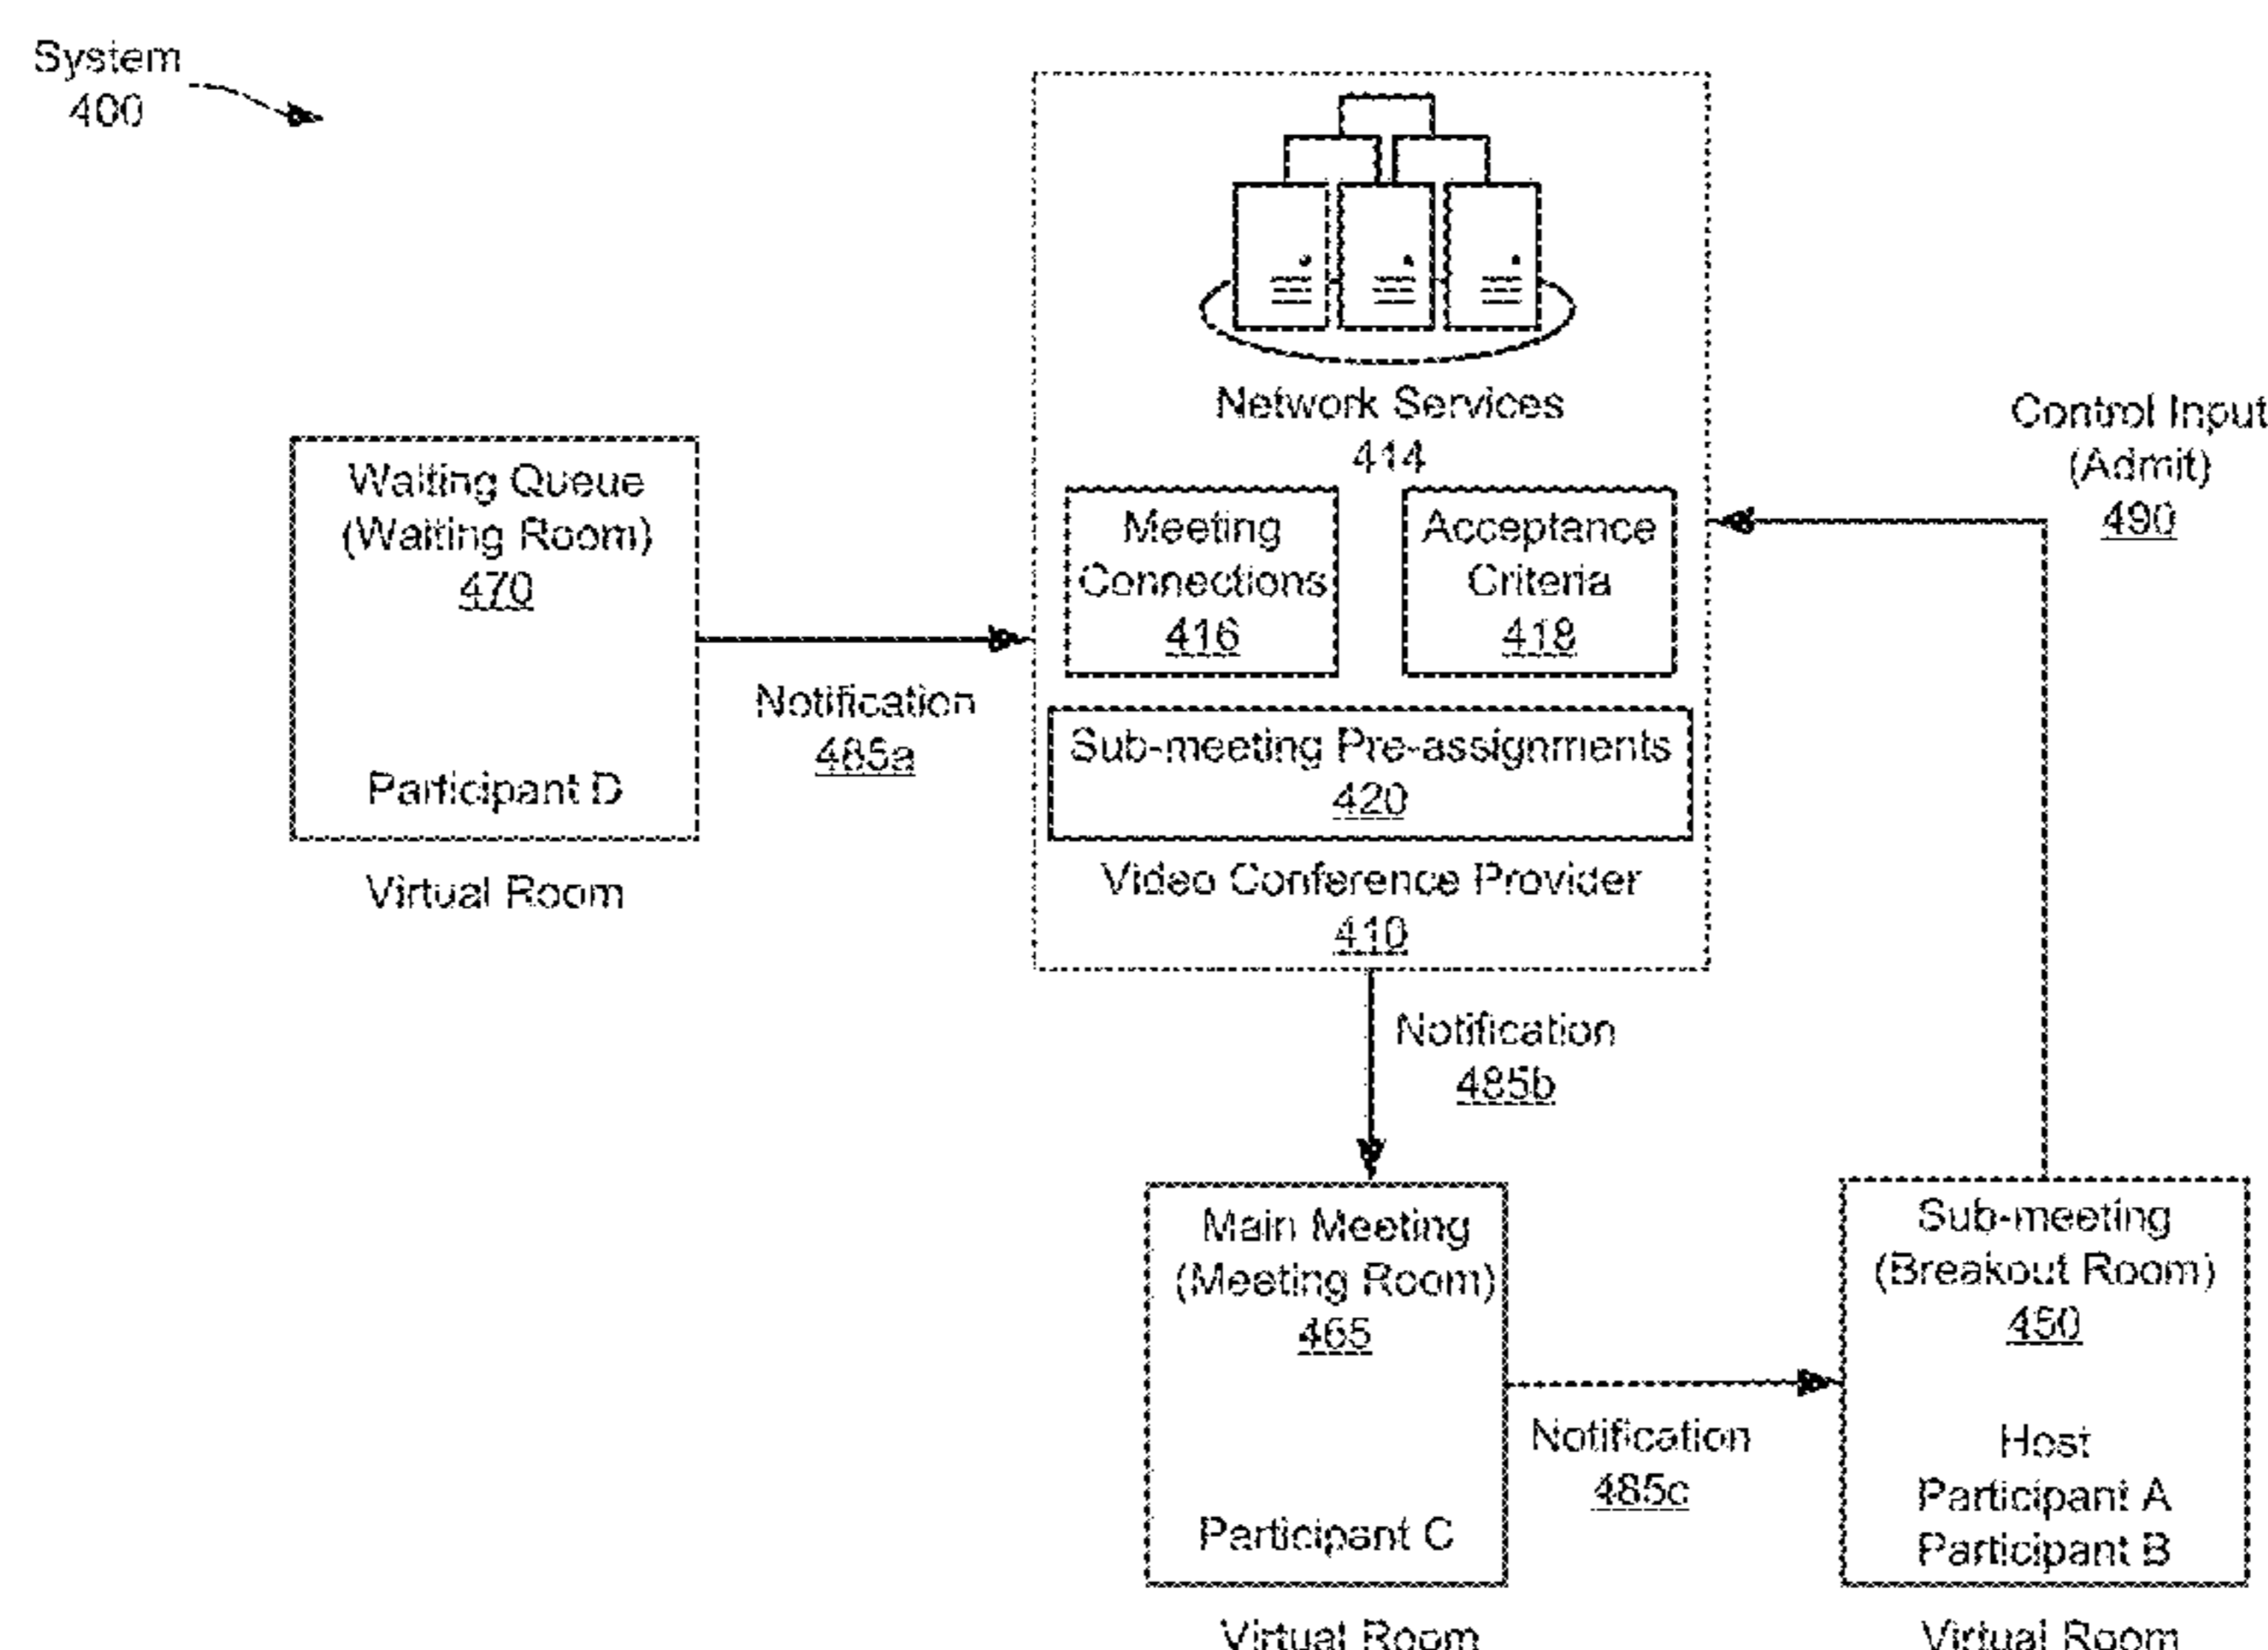 System
400
Network Services
414
Control Input
(Admit)
490
Waiting Queue
(Waiting Room)
470
Participant D
Virtual Room
Meeting
Connections
416
Acceptance
Criteria
418
Notification
485a
Sub-meeting Pre-assignments
420
Video Conference Provider
410
Notification
485b
Main Meeting
(Meeting Room)
465
Participant C
Virtual Room
Notification
485c
Sub-meeting
(Breakout Room)
450
Host
Participant A
Participant B
Virtual Room